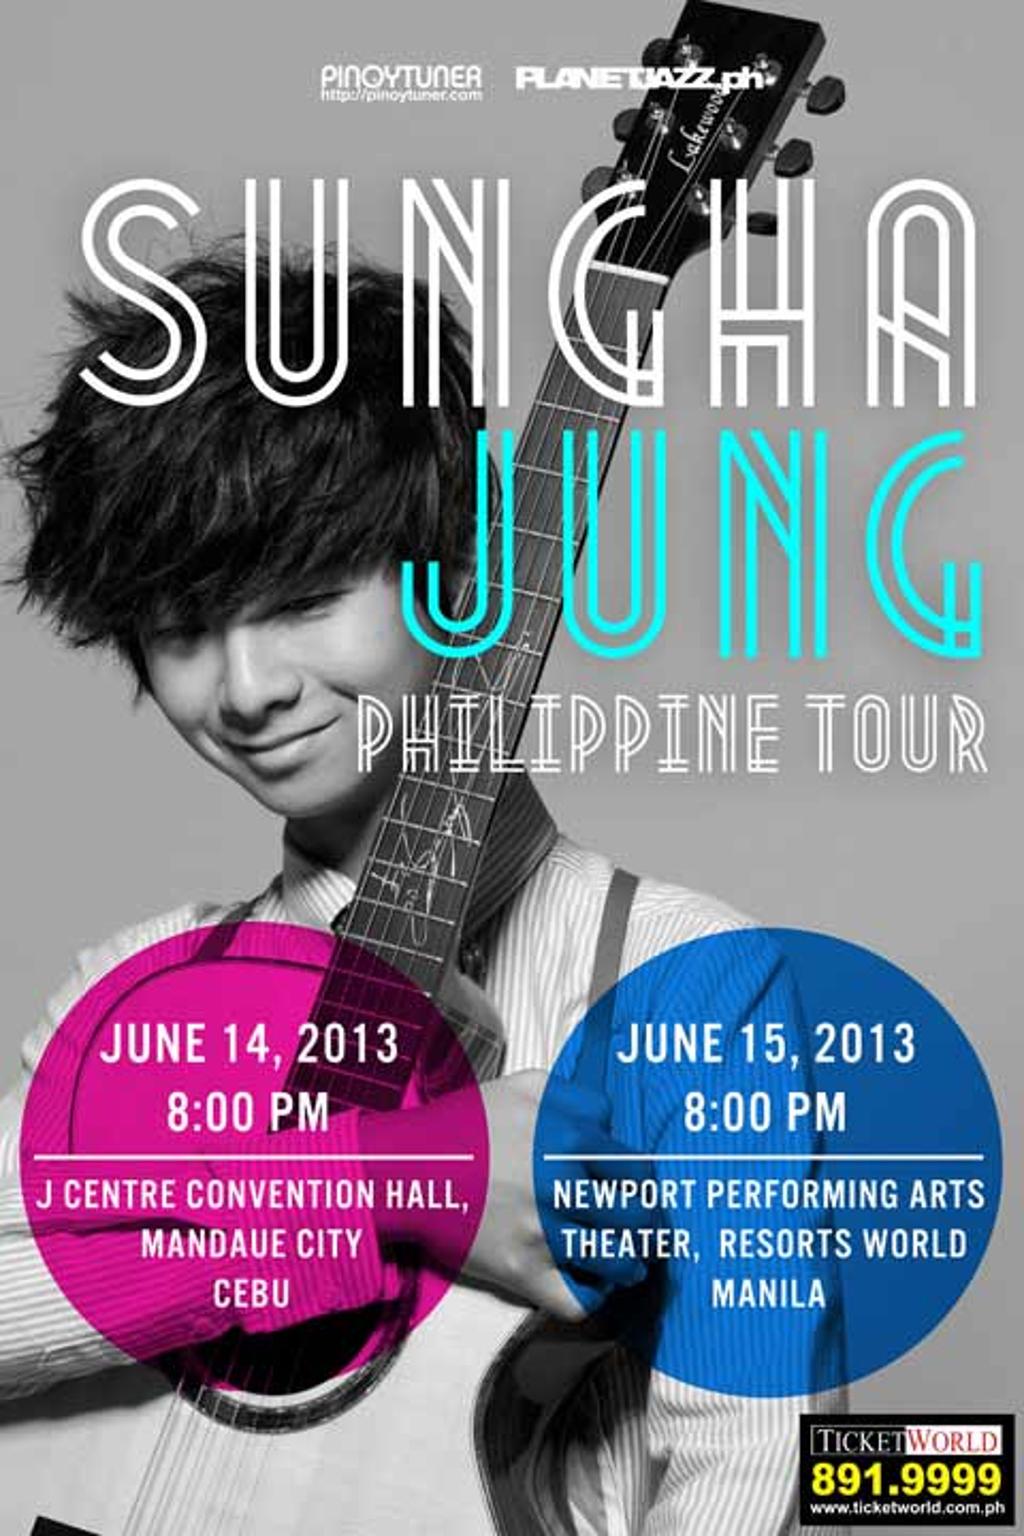 PINOYTUNER
http://pinoytuner.com
PLANETJAZZ.ph
Lakewood
SUNGHA
JUNG
PHILIPPINE TOUR
JUNE 14, 2013
8:00 PM
J CENTRE CONVENTION HALL,
MANDAUE CITY
CEBU
JUNE 15, 2013
8:00 PM
NEWPORT PERFORMING ARTS
THEATER, RESORTS WORLD
MANILA
TICKETWORLD
891.9999
www.ticketworld.com.ph